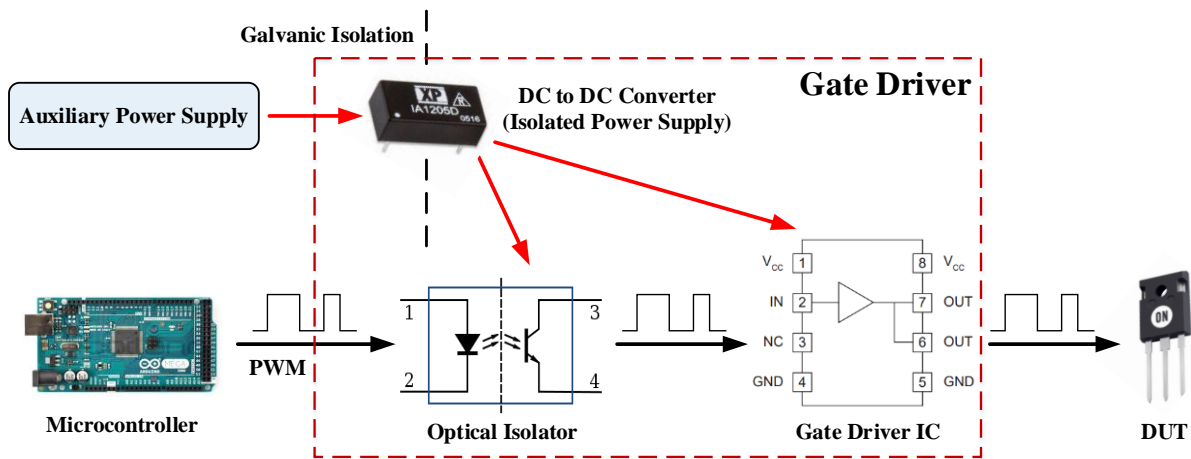 Galvanic Isolation
Gate Driver
XP
IA1205D
0516
DC to DC Converter
(Isolated Power Supply)
Auxiliary Power Supply
VCC 1 8 VCC
IN 2 7 OUT
NC 3 6 OUT
GND 4 5 GND
1 3
2 4
PWM
ARDUINO
MEGA
ON
Microcontroller
Optical Isolator
Gate Driver IC
DUT